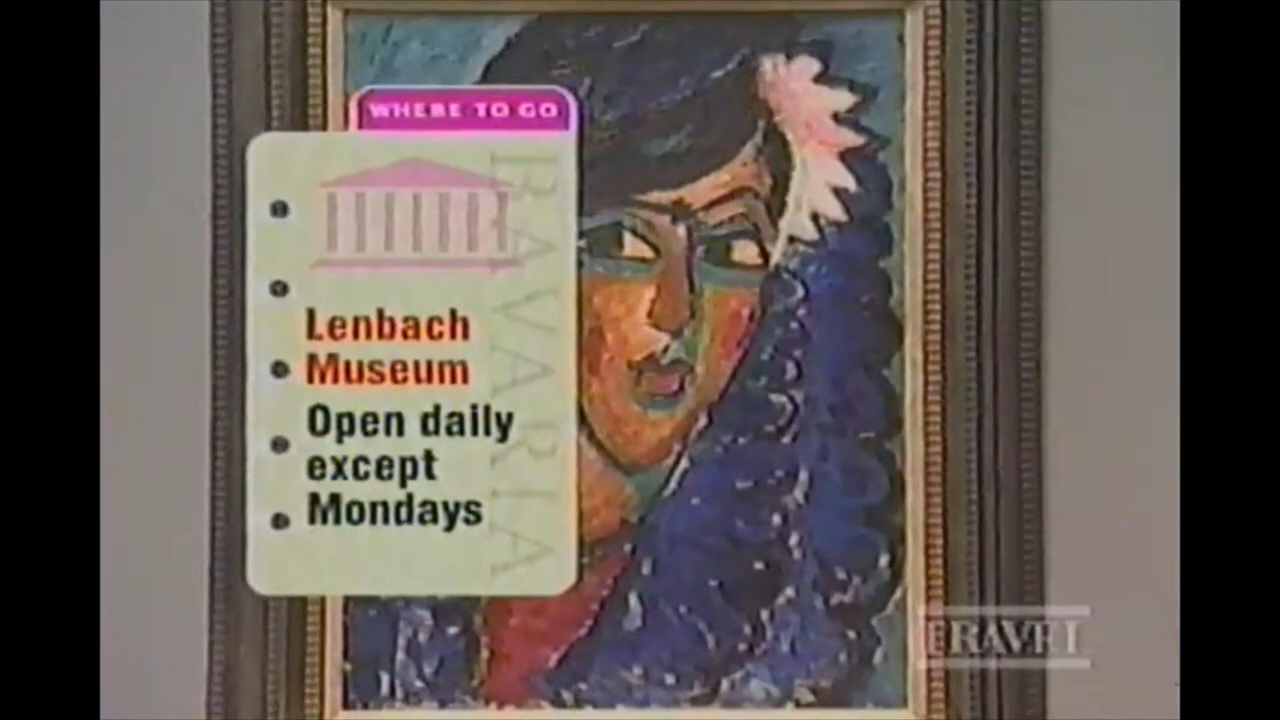 WHERE TO GO
BAVARIA
Lenbach
Museum
Open daily
except
Mondays
TRAVEL